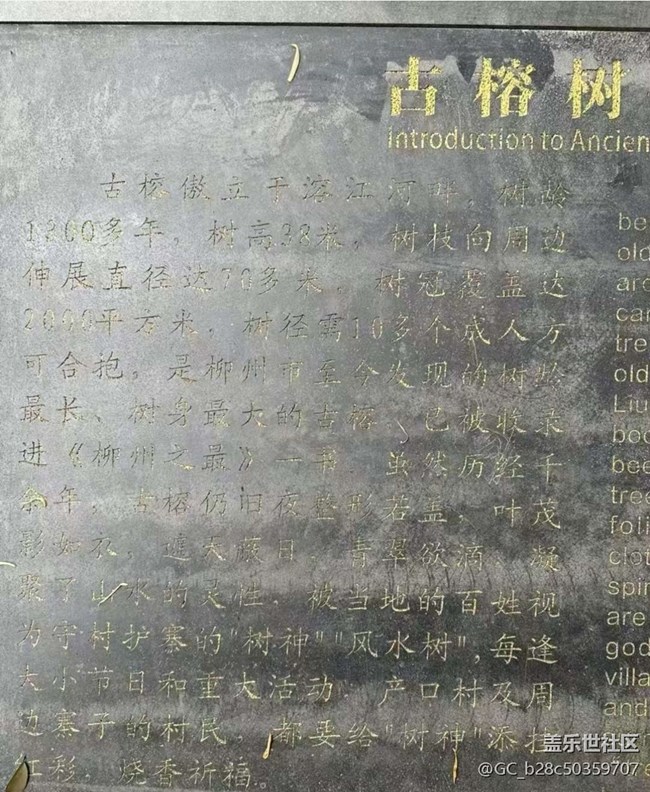 古榕树
Introduction to Ancien
古榕傲立于溶江河畔，树龄
1200多年，树高38米，树枝向周边
伸展直径达70多米，树冠覆盖达
2000平方米，树径需10多个成人方
可合抱，是柳州市至今发现的树龄
最长、树身最大的古榕，已被收录
进《柳州之最》一书。虽然历经千
余年，古榕仍旧 整形若盖，叶茂
影如 ，遮天蔽日，青翠欲滴，凝
聚了山水的灵性，被当地的百姓视
为守村护寨的"树神""风水树"，每逢
大小节日和重大活动，产口村及周
边寨子的村民，都要给"树神"添挂
红彩，烧香祈福。
be
old
are
can
tre
old
Liu
boo
bee
tree
foli
clot
spir
are
god
villa
and
盖乐世社区
@GC_b28c50359707